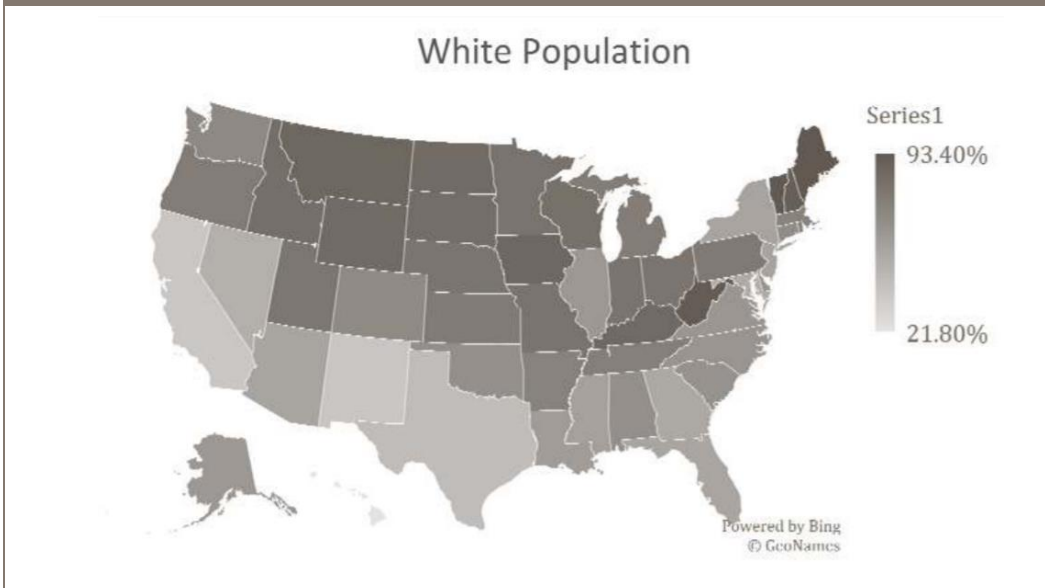 White Population
Series1
93.40%
21.80%
Powered by Bing
© GeoNames